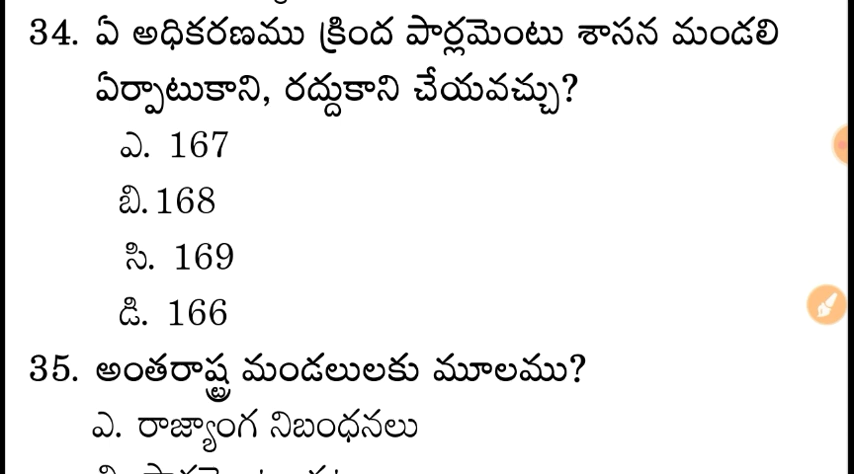 34. ఏ అధికరణము క్రింద పార్లమెంటు శాసన మండలి
ఏర్పాటుకాని, రద్దుకాని చేయవచ్చు?
ఎ. 167
బి. 168
సి. 169
డి. 166
35. అంతరాష్ట్ర మండలులకు మూలము?
ఎ. రాజ్యాంగ నిబంధనలు